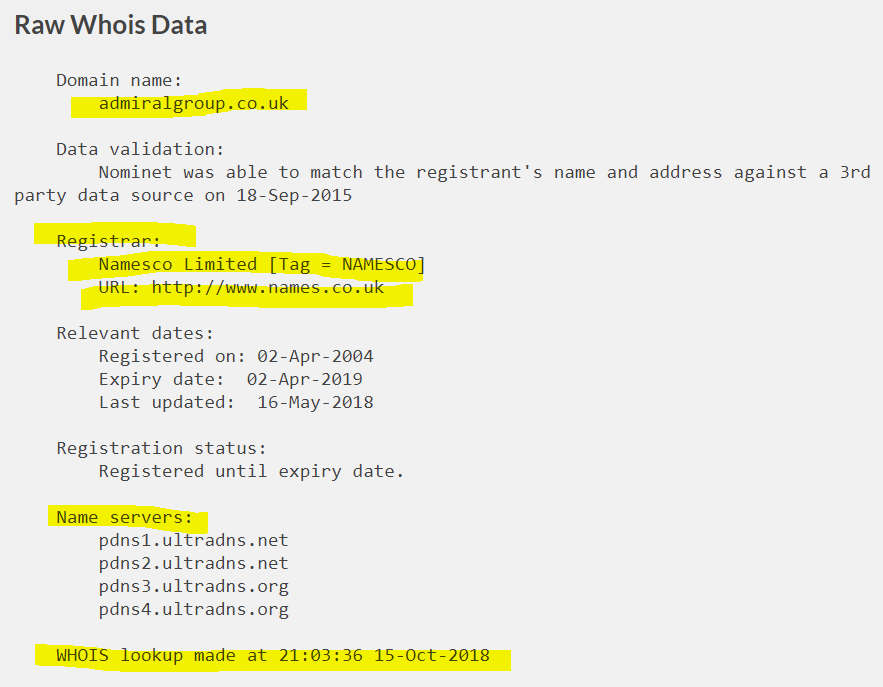 Raw Whois Data
Domain name:
admiralgroup.co.uk
Data validation:
Nominet was able to match the registrant's name and address against a 3rd
party data source on 18-Sep-2015
Registrar:
Namesco Limited [Tag = NAMESCO]
URL: http://www.names.co.uk
Relevant dates:
Registered on: 02-Apr-2004
Expiry date:  02-Apr-2019
Last updated:  16-May-2018
Registration status:
Registered until expiry date.
Name servers:
pdns1.ultradns.net
pdns2.ultradns.net
pdns3.ultradns.org
pdns4.ultradns.org
WHOIS lookup made at 21:03:36 15-Oct-2018